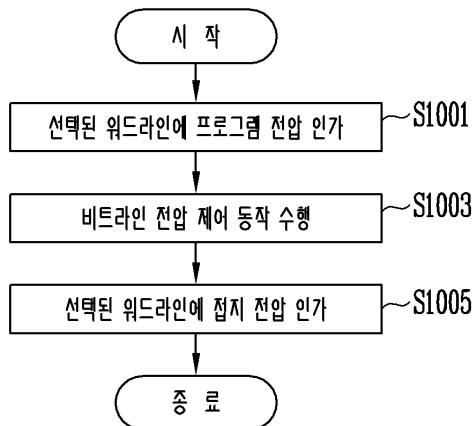 시 작
선택된 워드라인에 프로그램 전압 인가
S1001
비트라인 전압 제어 동작 수행
S1003
선택된 워드라인에 접지 전압 인가
S1005
종 료